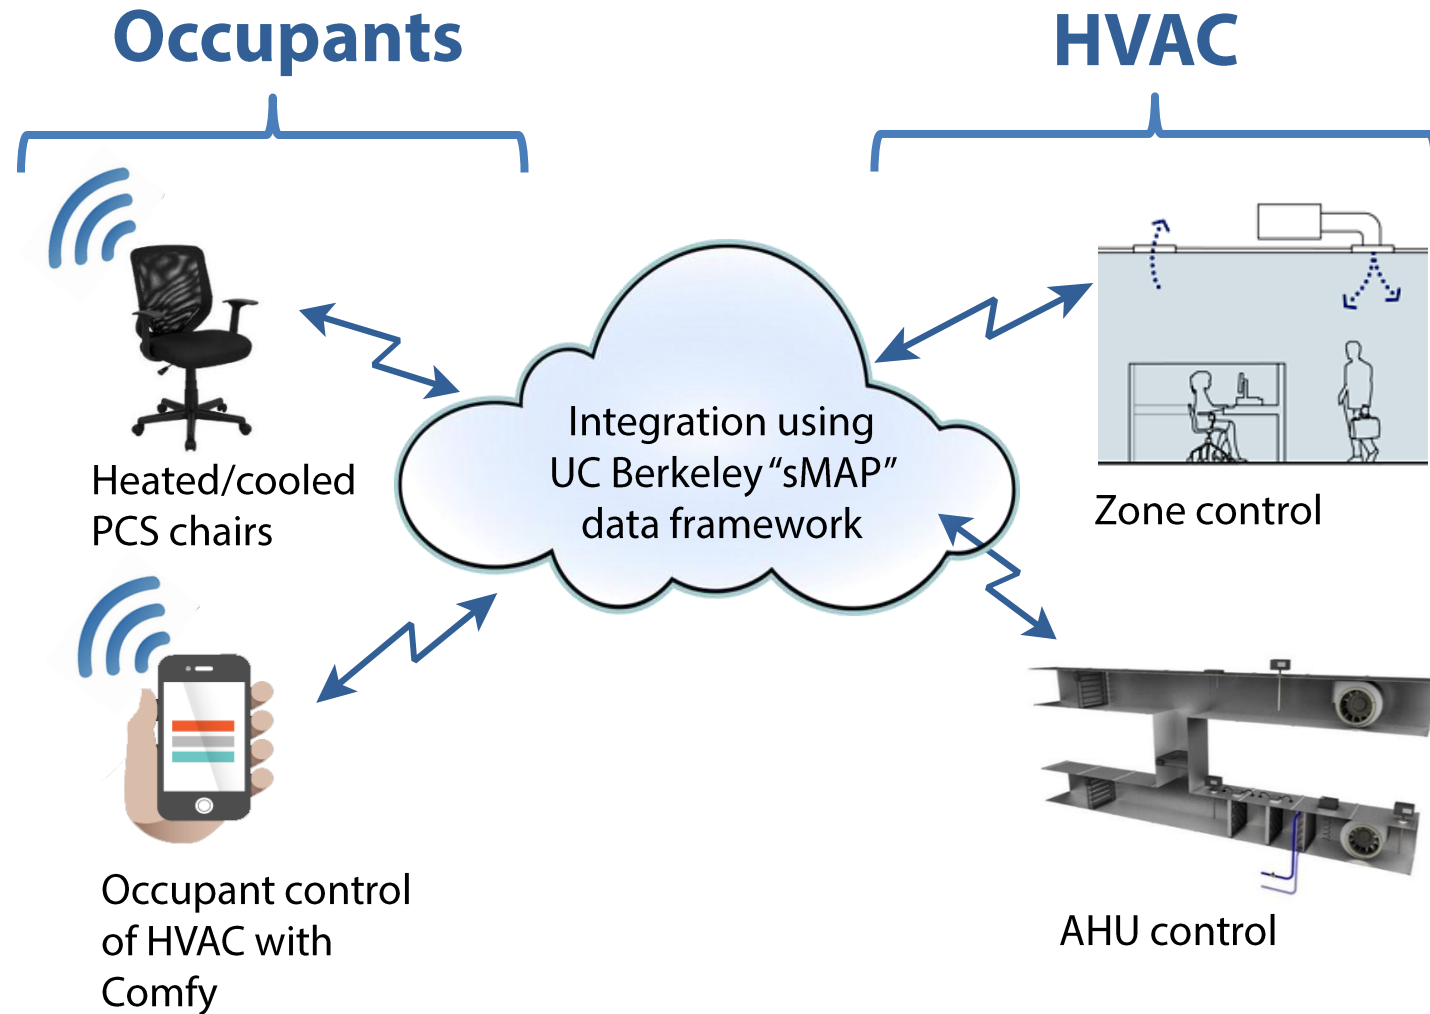 Occupants
HVAC
Heated/cooled
PCS chairs
Integration using
UC Berkeley “sMAP”
data framework
Zone control
Occupant control
of HVAC with
Comfy
AHU control